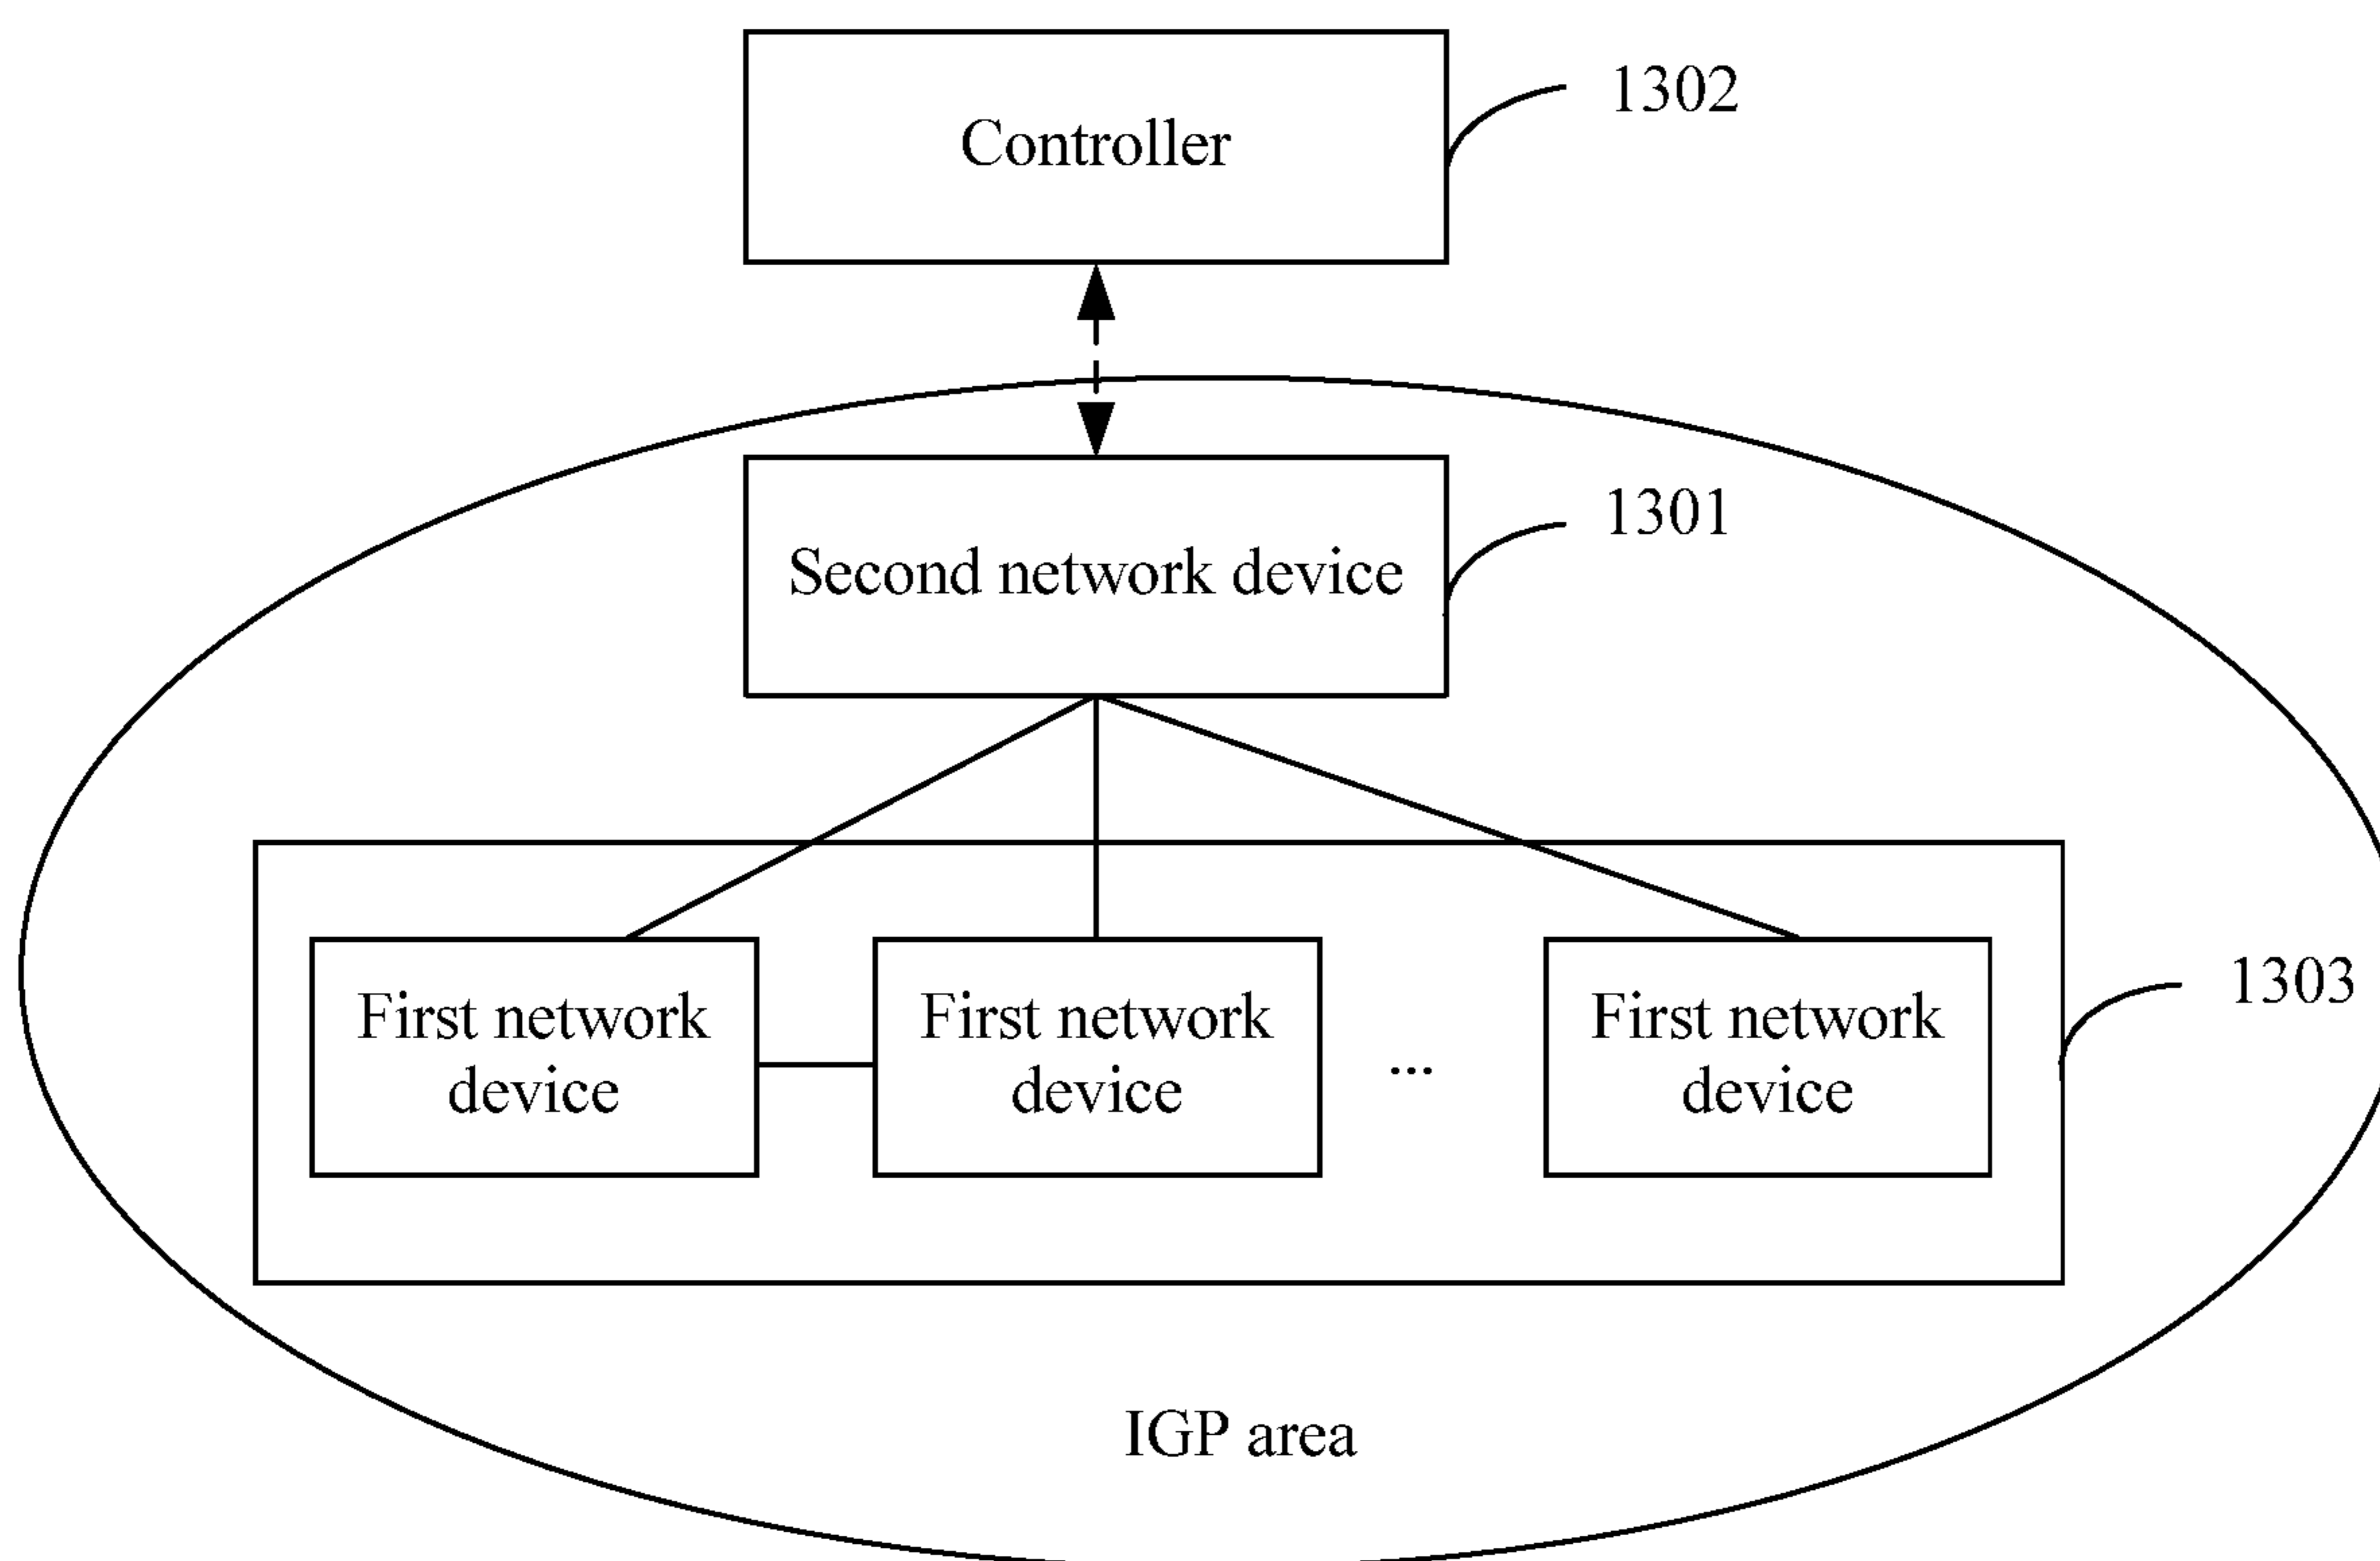 Controller
1302
Second network device
1301
First network
device
First network
device
...
First network
device
1303
IGP area